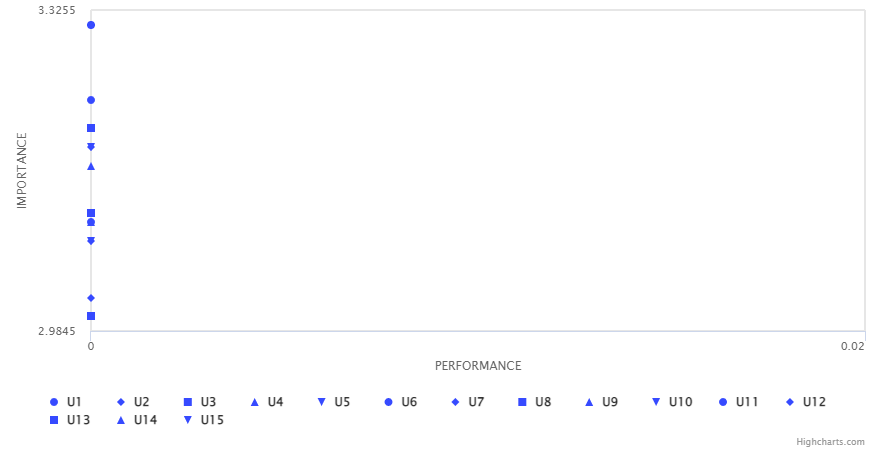 3.3255
IMPORTANCE
2.9845
0 0.02
PERFORMANCE
U1 U2 U3 U4 U5 U6 U7 U8 U9 U10 U11 U12
U13 U14 U15
Highcharts.com